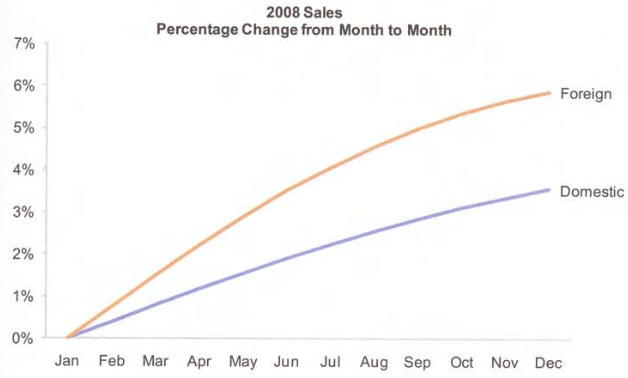 2008 Sales
Percentage Change from Month to Month
7%
6%
5%
4%
3%
2%
1%
0%
Foreign
Domestic
Jan Feb Mar Apr May Jun Jul Aug Sep Oct Nov Dec